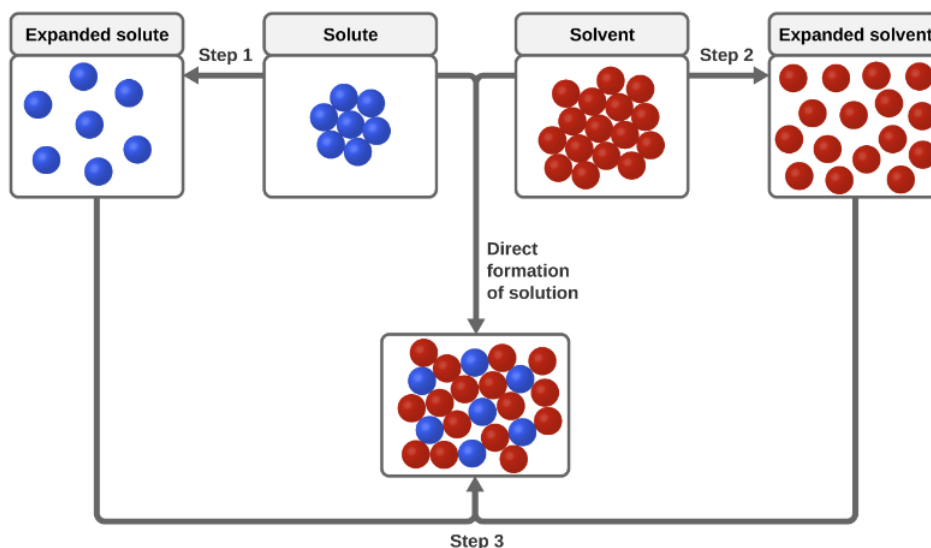 Expanded solute
Step 1
Solute
Solvent
Step 2
Expanded solvent
Direct
formation
of solution
Step 3